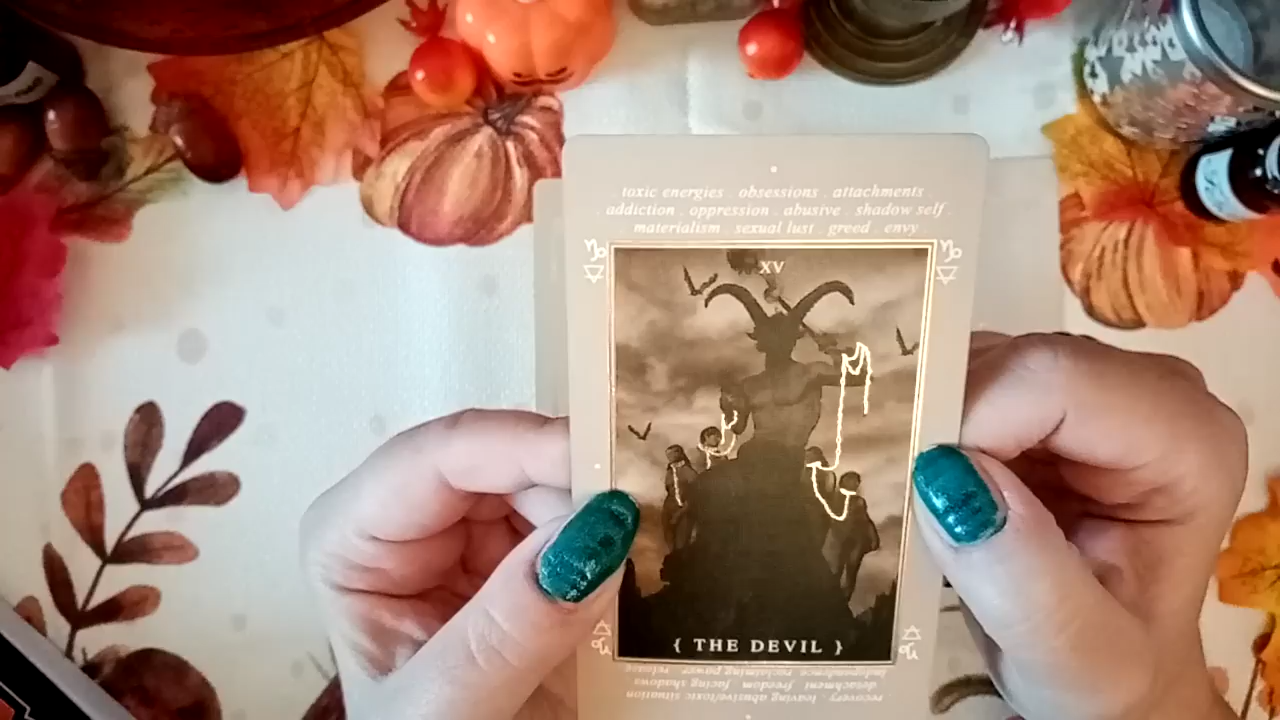 toxic energies . obsessions . attachments
. addiction . oppression . abusive . shadow self .
materialism . sexual lust . greed . envy
XV
{ THE DEVIL }
independence reclaiming power release
detachment freedom facing shadows
. recovery . leaving abusive/toxic situation .